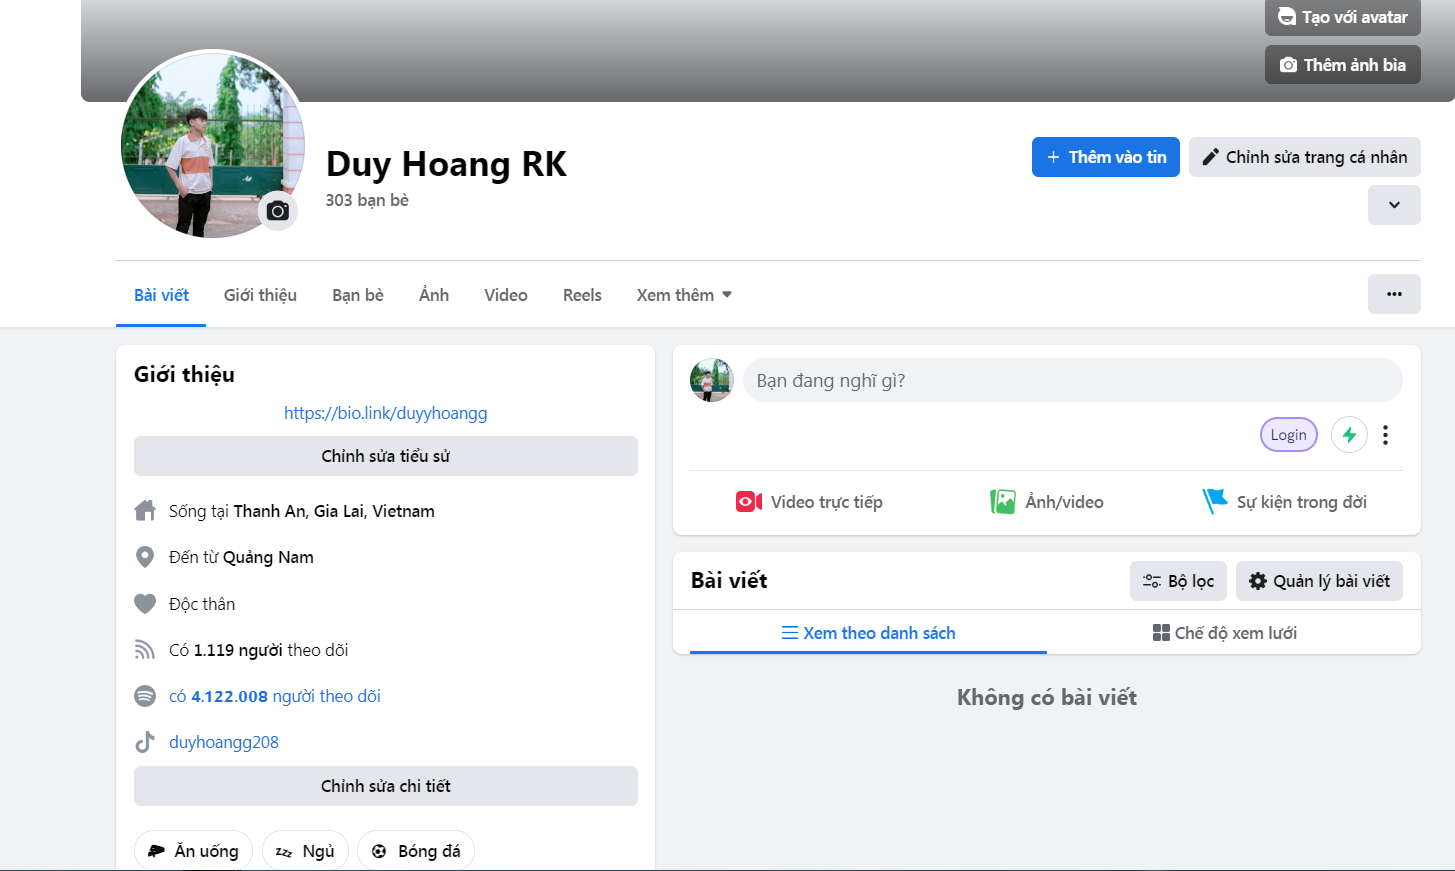 Tạo với avatar
Thêm ảnh bìa
Duy Hoang RK
303 bạn bè
+ Thêm vào tin
Chỉnh sửa trang cá nhân
Bài viết Giới thiệu Bạn bè Ảnh Video Reels Xem thêm
Giới thiệu
https://bio.link/duyyhoangg
Chỉnh sửa tiểu sử
Sống tại Thanh An, Gia Lai, Vietnam
Đến từ Quảng Nam
Độc thân
Có 1.119 người theo dõi
có 4.122.008 người theo dõi
duyhoangg208
Chỉnh sửa chi tiết
Ăn uống
zzz Ngủ
Bóng đá
Bạn đang nghĩ gì?
Login
Video trực tiếp
Ảnh/video
Sự kiện trong đời
Bài viết
Bộ lọc
Quản lý bài viết
Xem theo danh sách
Chế độ xem lưới
Không có bài viết